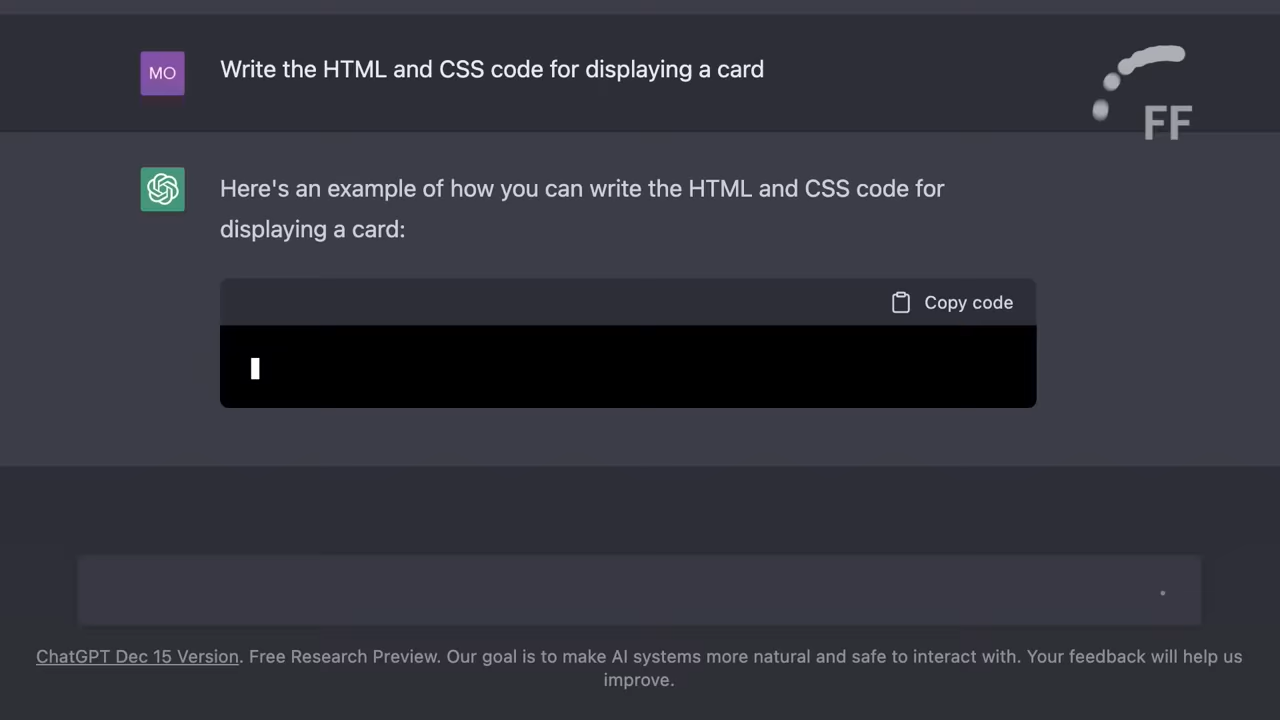 MO
Write the HTML and CSS code for displaying a card
FF
Here's an example of how you can write the HTML and CSS code for
displaying a card:
Copy code
ChatGPT Dec 15 Version. Free Research Preview. Our goal is to make AI systems more natural and safe to interact with. Your feedback will help us
improve.